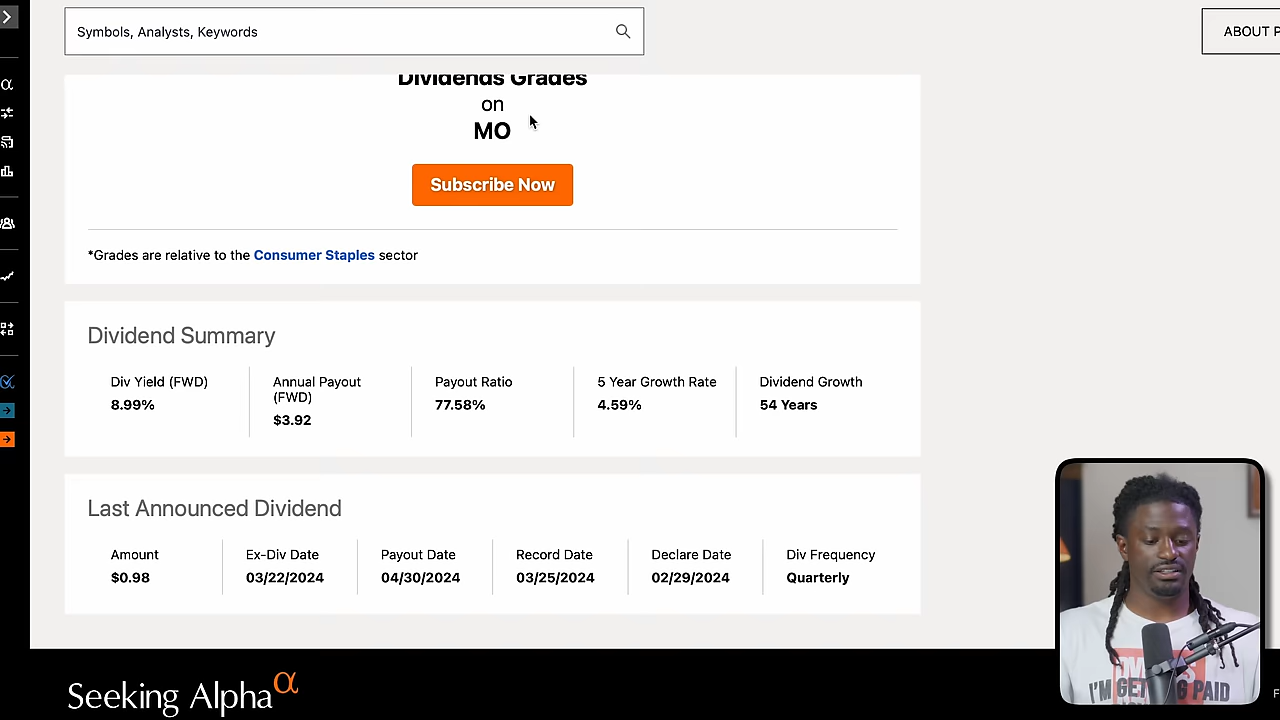 Symbols, Analysts, Keywords
ABOUT P
Dividends Grades
on
MO
Subscribe Now
*Grades are relative to the Consumer Staples sector
Dividend Summary
Div Yield (FWD)
8.99%
Annual Payout
(FWD)
$3.92
Payout Ratio
77.58%
5 Year Growth Rate
4.59%
Dividend Growth
54 Years
Last Announced Dividend
Amount
$0.98
Ex-Div Date
03/22/2024
Payout Date
04/30/2024
Record Date
03/25/2024
Declare Date
02/29/2024
Div Frequency
Quarterly
Seeking Alpha α
I'M GET G PAID